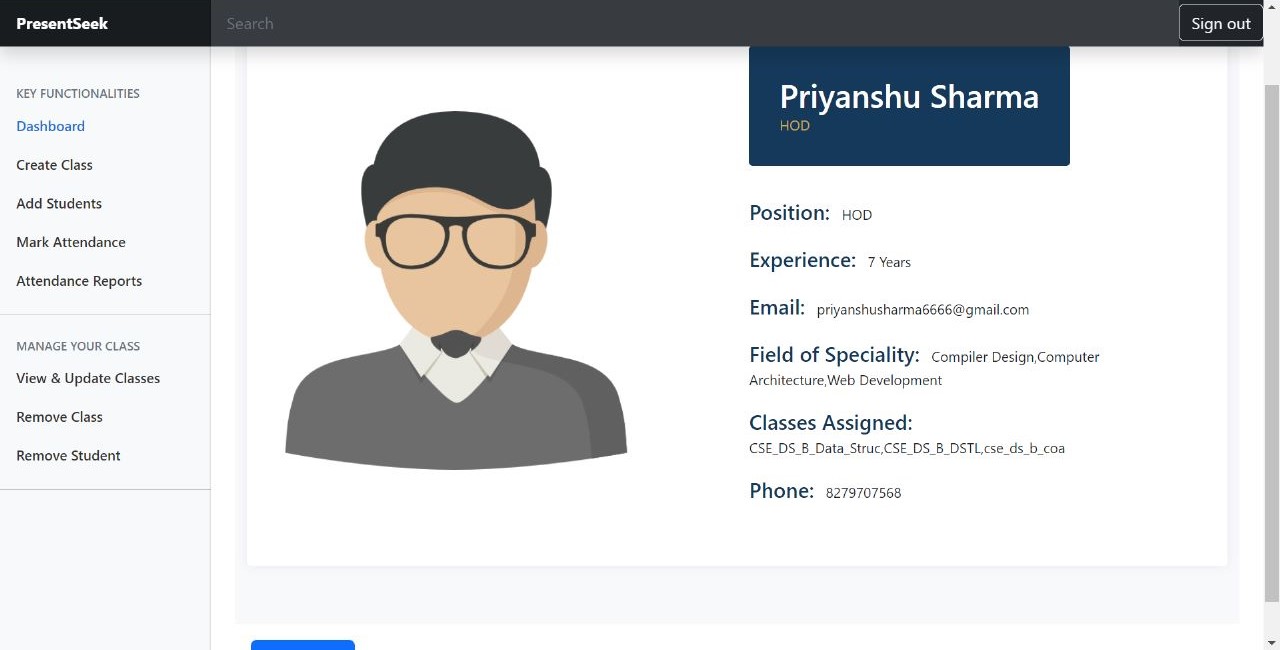 PresentSeek
Search
Sign out
KEY FUNCTIONALITIES
Dashboard
Create Class
Add Students
Mark Attendance
Attendance Reports
MANAGE YOUR CLASS
View & Update Classes
Remove Class
Remove Student
Priyanshu Sharma
HOD
Position: HOD
Experience: 7 Years
Email: priyanshusharma6666@gmail.com
Field of Speciality: Compiler Design,Computer
Architecture,Web Development
Classes Assigned:
CSE_DS_B_Data_Struc,CSE_DS_B_DSTL,cse_ds_b_coa
Phone: 8279707568